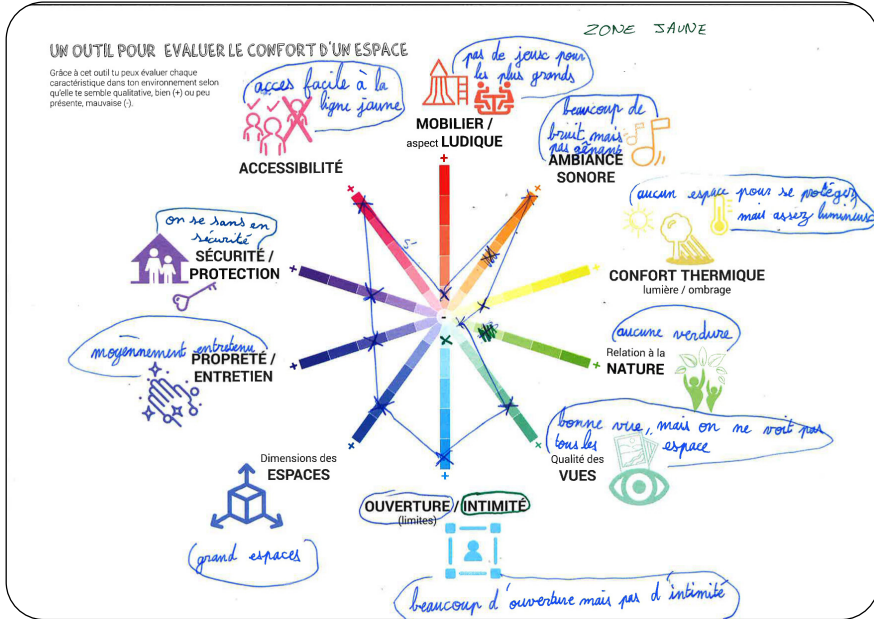 ZONE JAUNE
UN OUTIL POUR EVALUER LE CONFORT D'UN ESPACE
Grâce à cet outil tu peux évaluer chaque
caractéristique dans ton environnement selon
qu'elle te semble qualitative, bien (+) ou peu
présente, mauvaise (-).
acces facile à la
ligne jaune
ACCESSIBILITÉ
pas de jeux pour
les plus grands
MOBILIER /
aspect LUDIQUE
beaucoup de
bruit mais
pas gênant
AMBIANCE
SONORE
aucun espace pour se protéger,
mais assez lumineux
CONFORT THERMIQUE
lumière / ombrage
on se sans en
sécurité
SÉCURITÉ /
PROTECTION
aucune verdure
Relation à la
NATURE
moyennement entretenu
PROPRETÉ /
ENTRETIEN
bonne vue, mais on ne voit pas
tous les espace
Qualité des
VUES
Dimensions des
ESPACES
grand espaces
OUVERTURE / INTIMITÉ
(limites)
beaucoup d'ouverture mais pas d'intimité